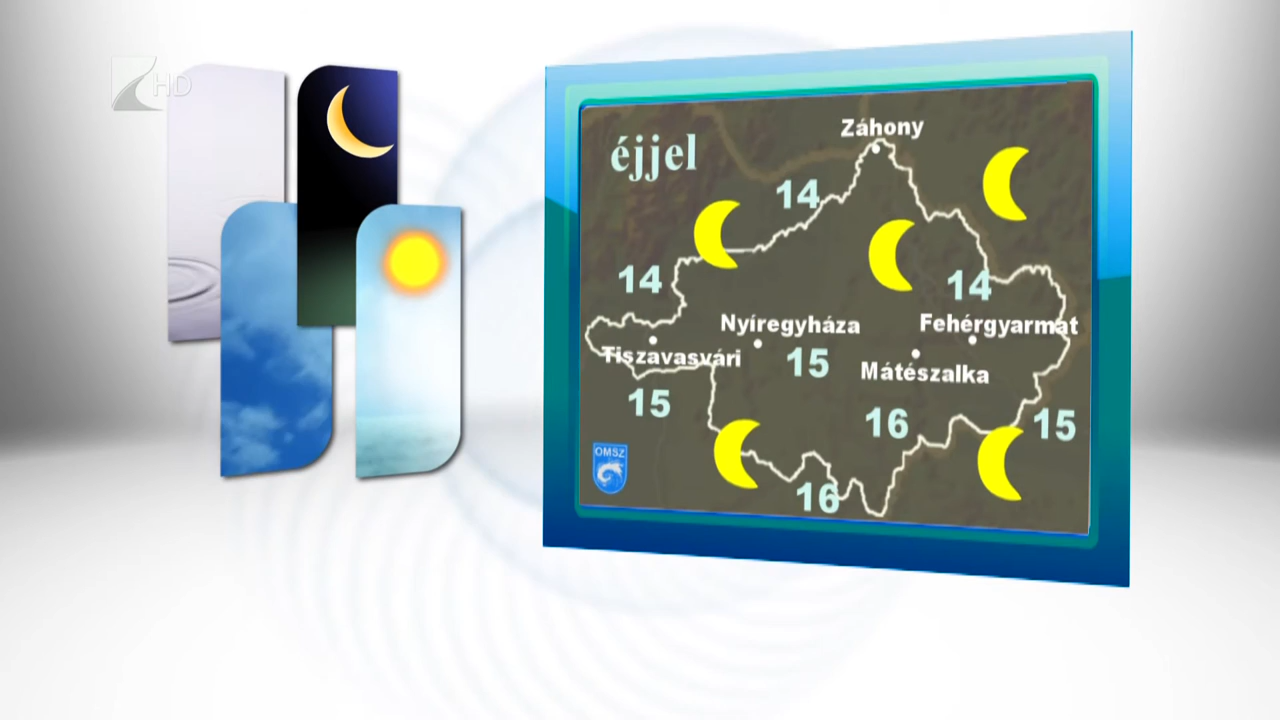 HD
éjjel
Záhony
14
14
14
Nyíregyháza
Fehérgyarmat
Tiszavasvári
15
Mátészalka
15
16
15
OMSZ
16